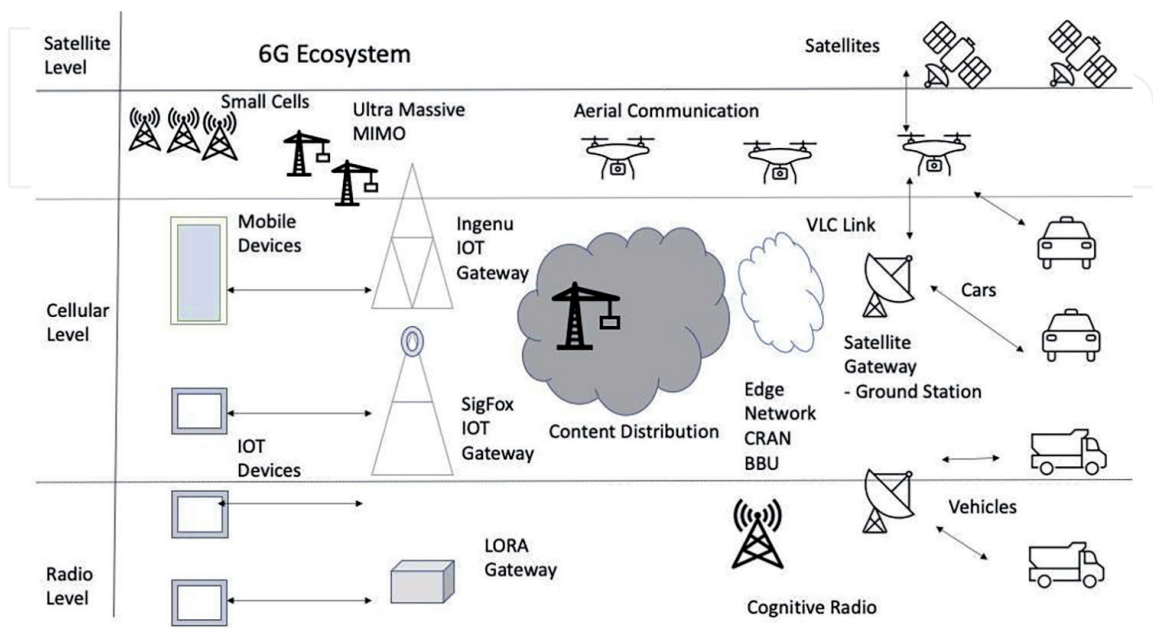 Satellite
Level
6G Ecosystem
Satellites
Small Cells
Ultra Massive
MIMO
Aerial Communication
Cellular
Level
Mobile
Devices
Ingenu
IOT
Gateway
VLC Link
Cars
Satellite
Gateway
- Ground Station
SigFox
IOT
Gateway
Content Distribution
Edge
Network
CRAN
BBU
IOT
Devices
Vehicles
Radio
Level
LORA
Gateway
Cognitive Radio